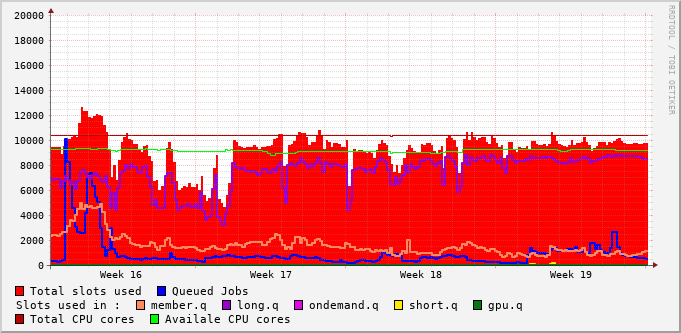 20000
18000
16000
14000
12000
10000
8000
6000
4000
2000
0
Week 16 Week 17 Week 18 Week 19
RRDTOOL / TOBI OETIKER
Total slots used Queued Jobs
Slots used in : member.q long.q ondemand.q short.q gpu.q
Total CPU cores Availale CPU cores